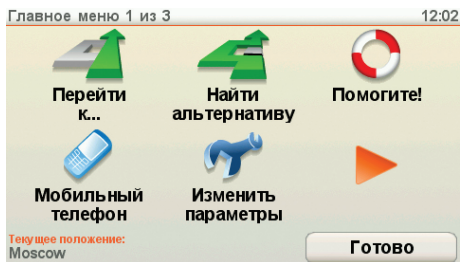 Главное меню 1 из 3 12:02
Перейти к...
Найти альтернативу
Помогите!
Мобильный телефон
Изменить параметры
Текущее положение:
Moscow
Готово